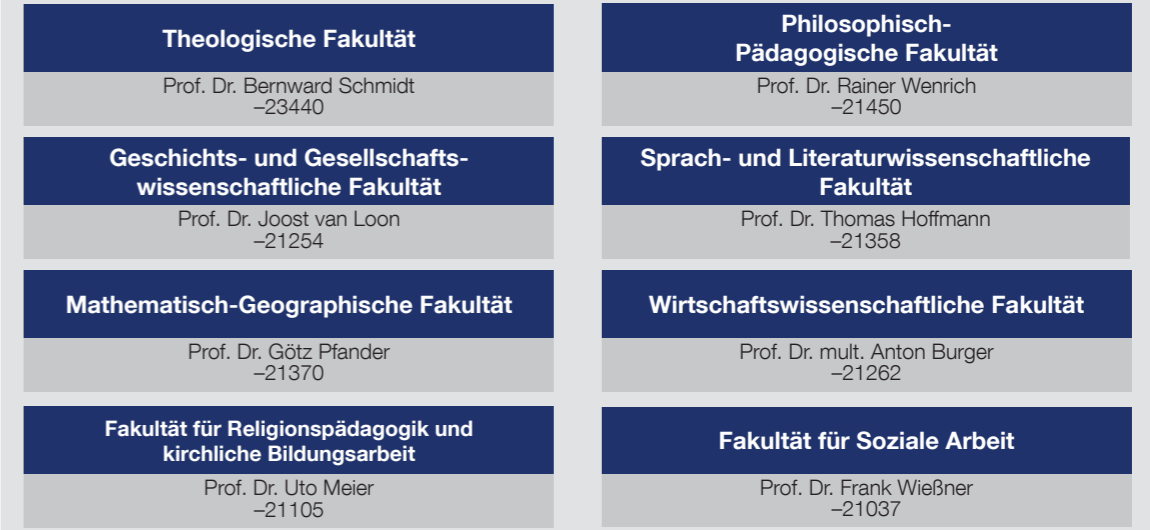 Theologische Fakultät
Prof. Dr. Bernward Schmidt
–23440
Philosophisch-
Pädagogische Fakultät
Prof. Dr. Rainer Wenrich
–21450
Geschichts- und Gesellschafts-
wissenschaftliche Fakultät
Prof. Dr. Joost van Loon
–21254
Sprach- und Literaturwissenschaftliche
Fakultät
Prof. Dr. Thomas Hoffmann
–21358
Mathematisch-Geographische Fakultät
Prof. Dr. Götz Pfander
–21370
Wirtschaftswissenschaftliche Fakultät
Prof. Dr. mult. Anton Burger
–21262
Fakultät für Religionspädagogik und
kirchliche Bildungsarbeit
Prof. Dr. Uto Meier
–21105
Fakultät für Soziale Arbeit
Prof. Dr. Frank Wießner
–21037